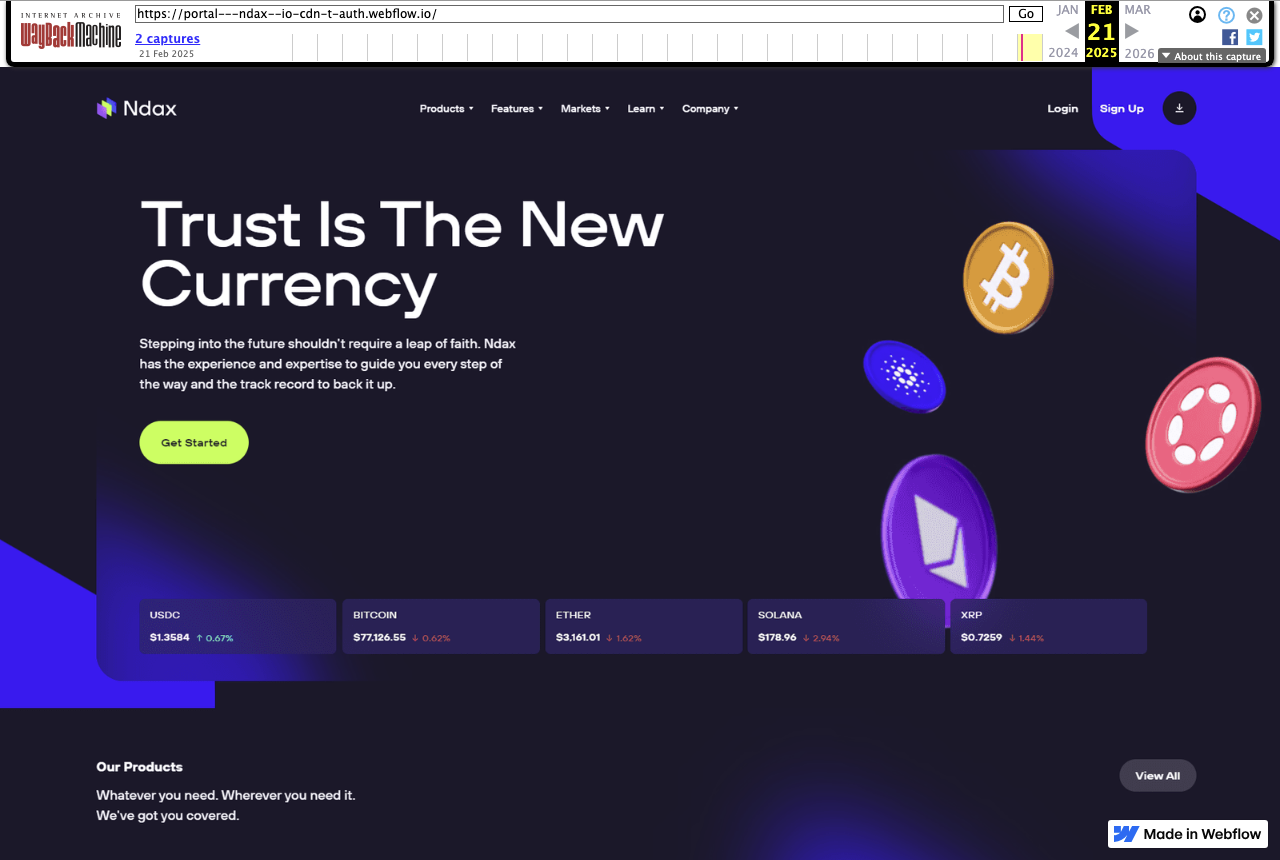 INTERNET ARCHIVE
WayBackMachine
https://portal---ndax--io-cdn-t-auth.webflow.io/
Go
JAN
FEB
MAR
2 captures
21
21 Feb 2025
2024
2025
2026
About this capture
Ndax
Products
Features
Markets
Learn
Company
Login
Sign Up
Trust Is The New
Currency
Stepping into the future shouldn't require a leap of faith. Ndax
has the experience and expertise to guide you every step of
the way and the track record to back it up.
Get Started
USDC
$1.3584 ↑ 0.67%
BITCOIN
$77,126.55 ↓ 0.62%
ETHER
$3,161.01 ↓ 1.62%
SOLANA
$178.96 ↓ 2.94%
XRP
$0.7259 ↓ 1.44%
Our Products
Whatever you need. Wherever you need it.
We've got you covered.
View All
Made in Webflow